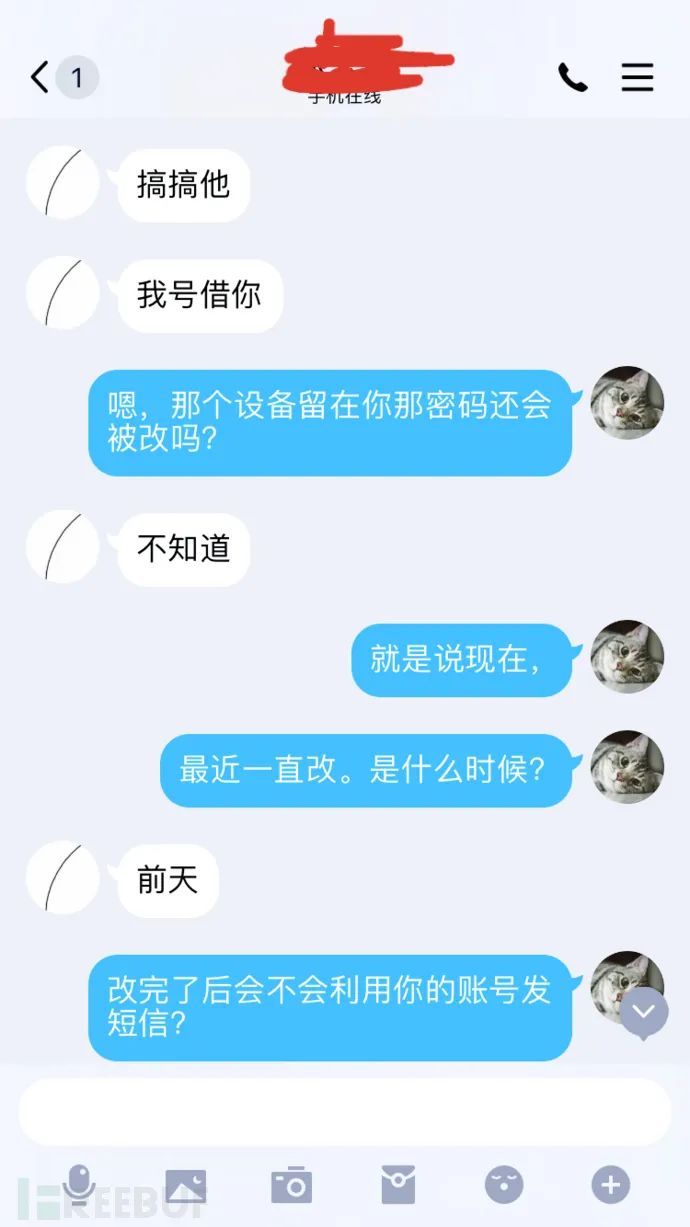 1
手机在线
搞搞他
我号借你
嗯，那个设备留在你那密码还会
被改吗？
不知道
就是说现在，
最近一直改。是什么时候？
前天
改完了后会不会利用你的账号发
短信？
FREEBUF